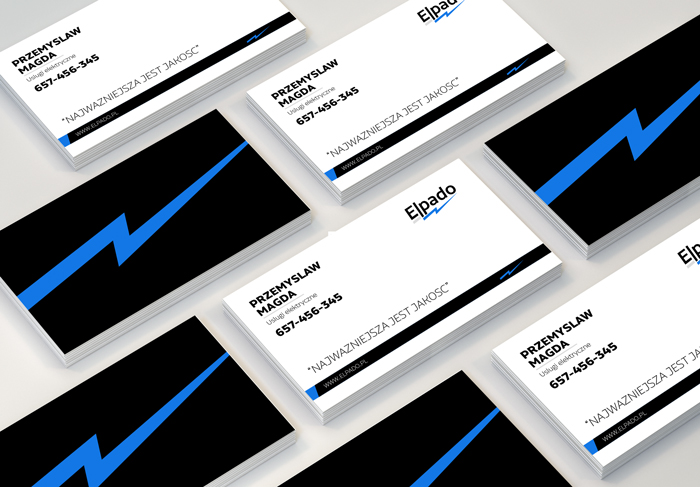 PRZEMYSLAW
MAGDA
Usługi elektryczne
657-456-345
"NAJWAZNIEJSZA JEST JAKOSC"
WWW.ELPADO.PL
Elpado
PRZEMYSLAW
MAGDA
Usługi elektryczne
657-456-345
"NAJWAZNIEJSZA JEST JAKOSC"
WWW.ELPADO.PL
Elpado
PRZEMYSLAW
MAGDA
Usługi elektryczne
657-456-345
"NAJWAZNIEJSZA JEST JAKOSC"
WWW.ELPADO.PL
Elp
PRZEMYSLAW
MAGDA
Usługi elektryczne
657-456-345
"NAJWAZNIEJSZA JEST JAKO
WWW.ELPADO.PL